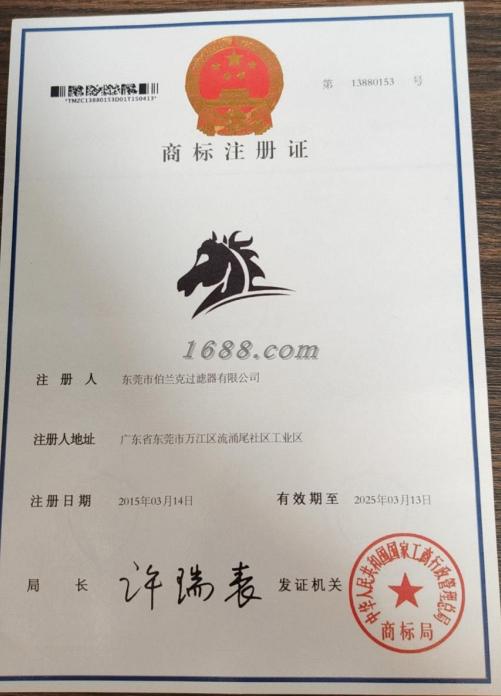 第 13880153 号
*TMZC13880153D01T150413*
商标注册证
1688.com
注册人 东莞市伯兰克过滤器有限公司
注册人地址 广东省东莞市万江区流涌尾社区工业区
注册日期 2015年03月14日 有效期至 2025年03月13日
局长 许瑞表 发证机关
中华人民共和国国家工商行政管理总局
商标局